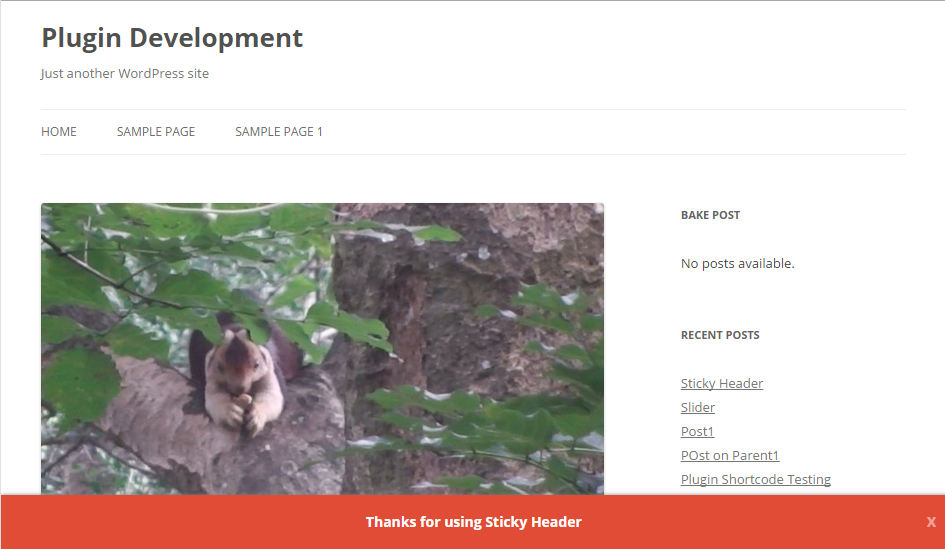 Plugin Development
Just another WordPress site
HOME SAMPLE PAGE SAMPLE PAGE 1
BAKE POST
No posts available.
RECENT POSTS
Sticky Header
Slider
Post1
POst on Parent1
Plugin Shortcode Testing
Thanks for using Sticky Header X